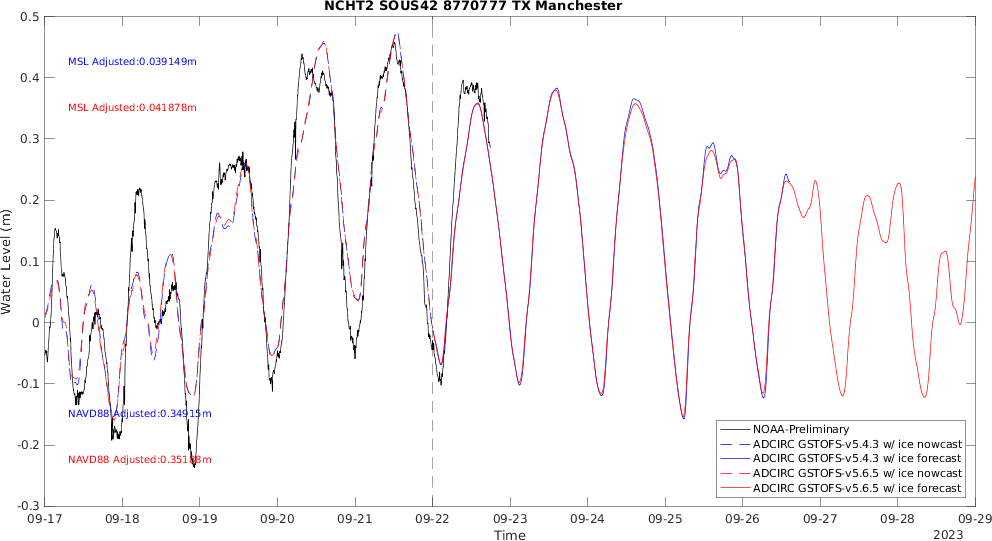 NCHT2 SOUS42 8770777 TX Manchester
0.5
0.4
0.3
0.2
0.1
0
-0.1
-0.2
-0.3
Water Level (m)
MSL Adjusted:0.039149m
MSL Adjusted:0.041878m
NAVD88 Adjusted:0.34915m
NAVD88 Adjusted:0.35188m
NOAA-Preliminary
ADCIRC GSTOFS-v5.4.3 w/ ice nowcast
ADCIRC GSTOFS-v5.4.3 w/ ice forecast
ADCIRC GSTOFS-v5.6.5 w/ ice nowcast
ADCIRC GSTOFS-v5.6.5 w/ ice forecast
09-17 09-18 09-19 09-20 09-21 09-22 09-23 09-24 09-25 09-26 09-27 09-28 09-29
Time
2023